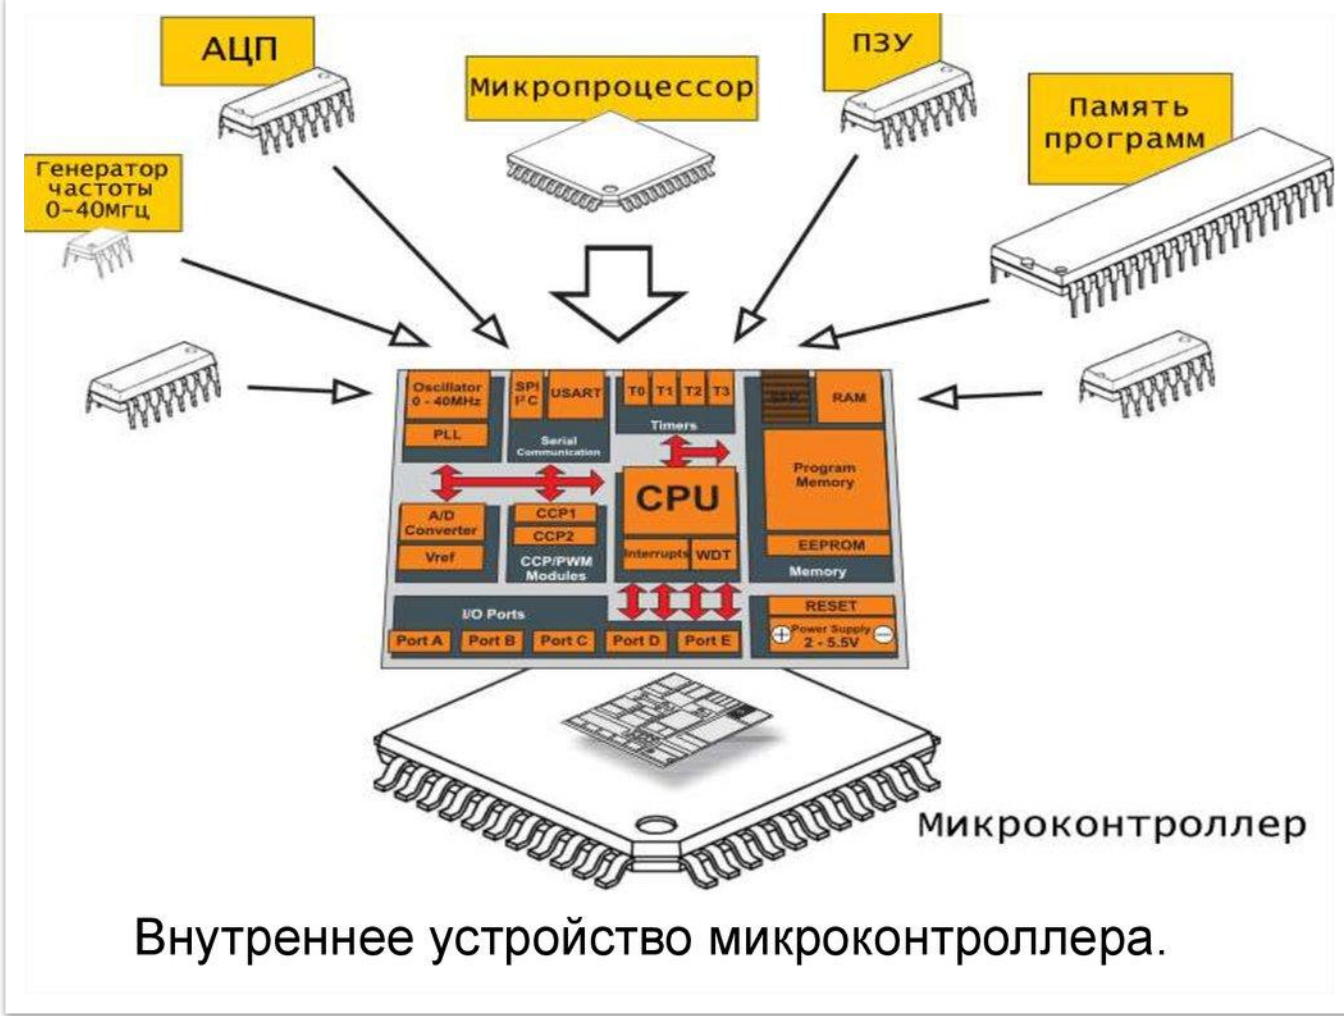 АЦП
Микропроцессор
ПЗУ
Память
программ
Генератор
частоты
0-40Мгц
Oscillator
0 - 40MHz
PLL
SPI
I²C
USART
Serial
Communication
T0 T1 T2 T3
Timers
RAM
Program
Memory
EEPROM
Memory
CPU
Interrupts WDT
A/D
Converter
Vref
CCP1
CCP2
CCP/PWM
Modules
I/O Ports
Port A Port B Port C Port D Port E
RESET
Power Supply
2 - 5.5V
Микроконтроллер
Внутреннее устройство микроконтроллера.